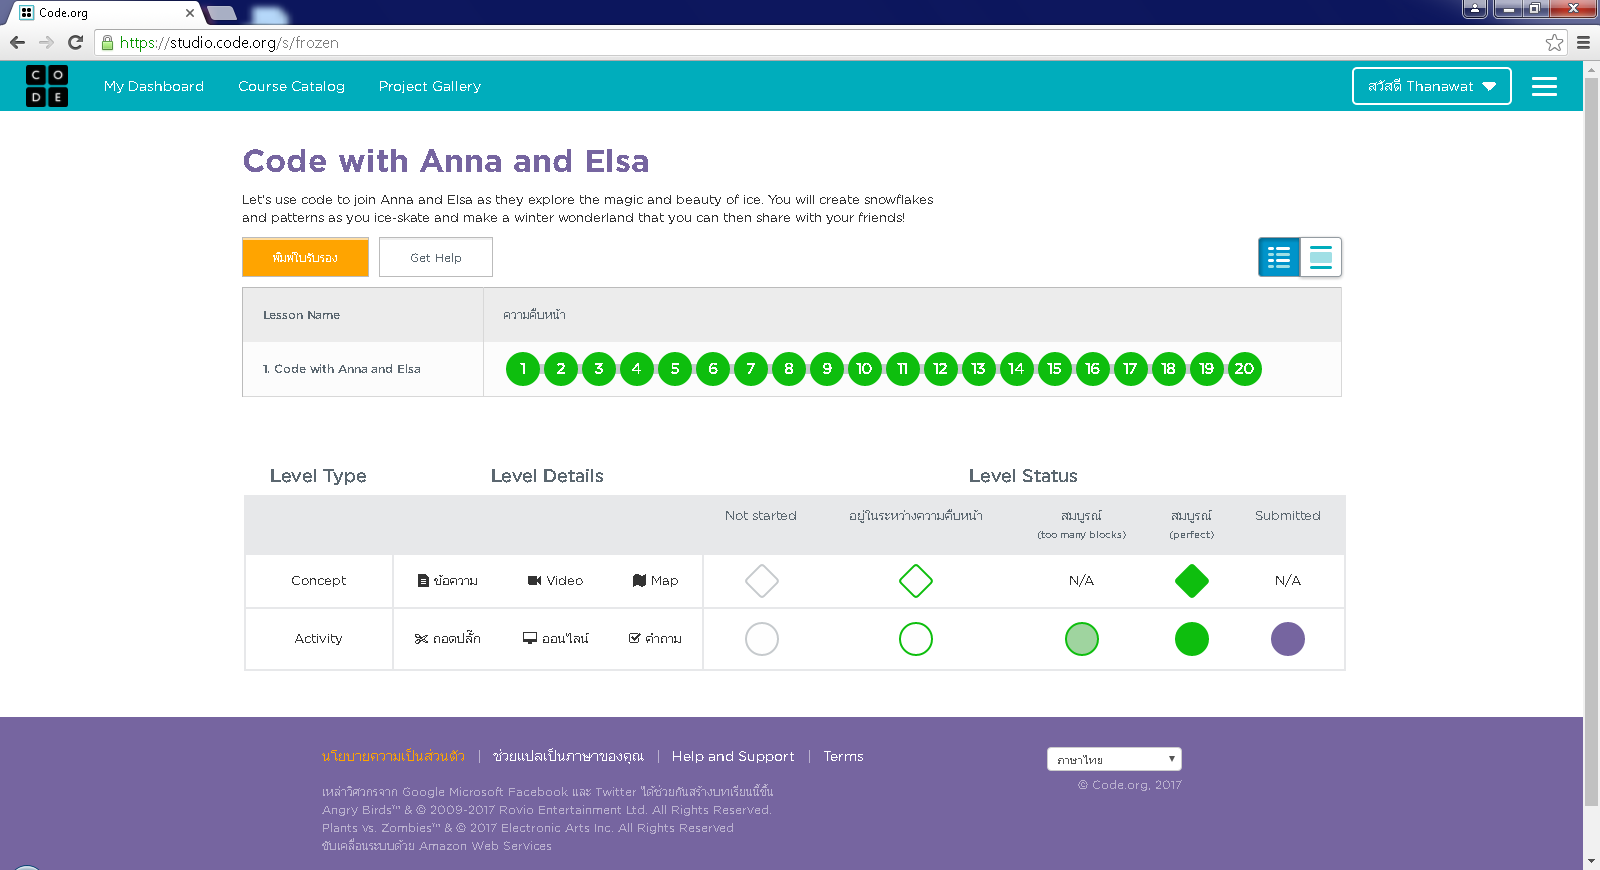 Code.org
https://studio.code.org/s/frozen
CODE
My Dashboard Course Catalog Project Gallery สวัสดี Thanawat
Code with Anna and Elsa
Let's use code to join Anna and Elsa as they explore the magic and beauty of ice. You will create snowflakes
and patterns as you ice-skate and make a winter wonderland that you can then share with your friends!
พิมพ์ใบรับรอง Get Help
Lesson Name ความคืบหน้า
1. Code with Anna and Elsa 1 2 3 4 5 6 7 8 9 10 11 12 13 14 15 16 17 18 19 20
Level Type Level Details Level Status
Not started อยู่ในระหว่างความคืบหน้า สมบูรณ์ สมบูรณ์ Submitted
(too many blocks) (perfect)
Concept ข้อความ Video Map N/A N/A
Activity ถอดปลั๊ก ออนไลน์ คำถาม
นโยบายความเป็นส่วนตัว | ช่วยแปลเป็นภาษาของคุณ | Help and Support | Terms ภาษาไทย
© Code.org, 2017
เหล่าวิศวกรจาก Google Microsoft Facebook และ Twitter ได้ช่วยกันสร้างบทเรียนนี้ขึ้น
Angry Birds™ & © 2009-2017 Rovio Entertainment Ltd. All Rights Reserved.
Plants vs. Zombies™ & © 2017 Electronic Arts Inc. All Rights Reserved
ขับเคลื่อนระบบด้วย Amazon Web Services